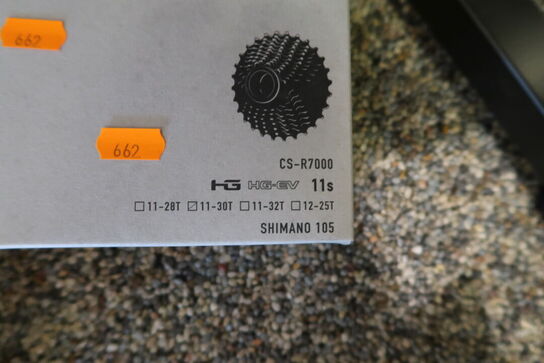 662
662
CS-R7000
HG HG-EV 11s
☐11-28T ☑11-30T ☐11-32T ☐12-25T
SHIMANO 105